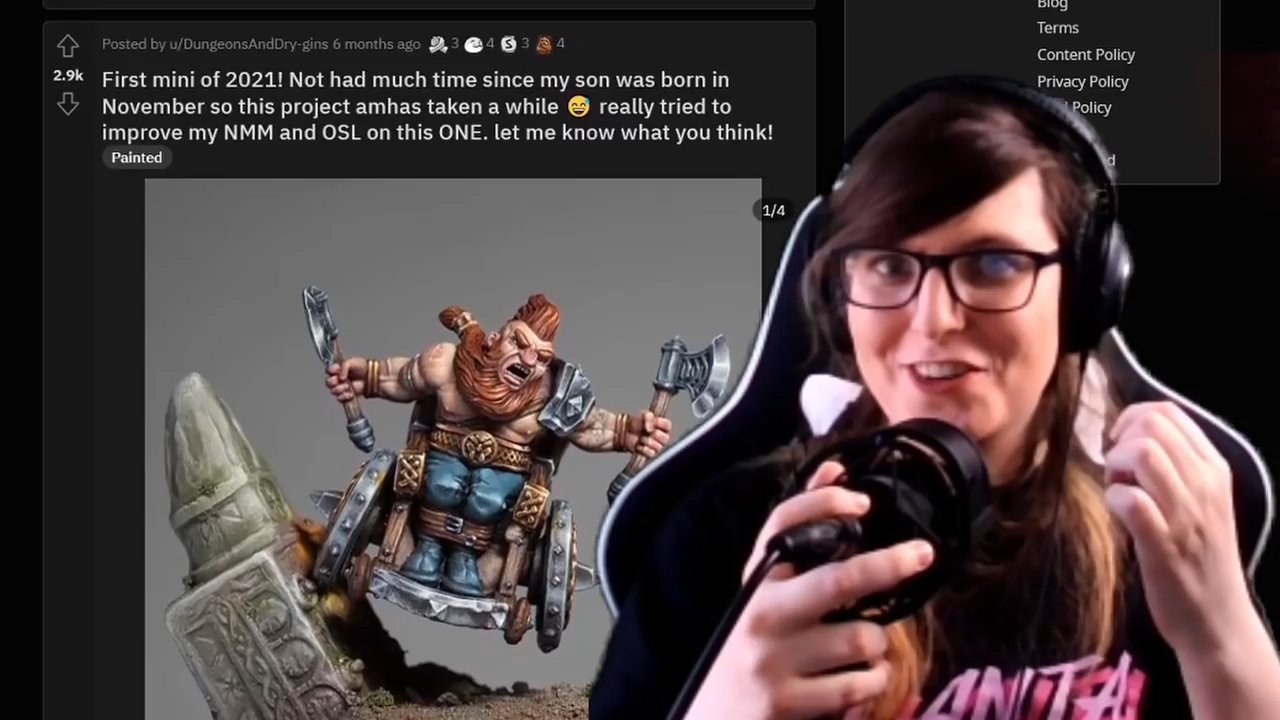 Blog
Terms
Content Policy
Privacy Policy
Policy
Posted by u/DungeonsAndDry-gins 6 months ago 3 4 3 4
2.9k
First mini of 2021! Not had much time since my son was born in
November so this project amhas taken a while 😅 really tried to
improve my NMM and OSL on this ONE. let me know what you think!
Painted
1/4
ANITA